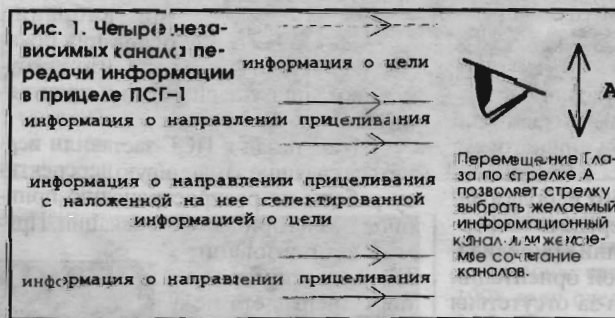 Рис. 1. Четыре неза-
висимых канала пе-
редачи информации
в прицеле ПСГ-1
информация о цели
информация о направлении прицеливания
информация о направлении прицеливания
с наложенной на нее селектированной
информацией о цели
информация о направлении прицеливания
А
Перемещение Гла-
за по стрелке А
позволяет стрелку
выбрать желаемый
информационный
канал или желае-
мое сочетание
каналов.